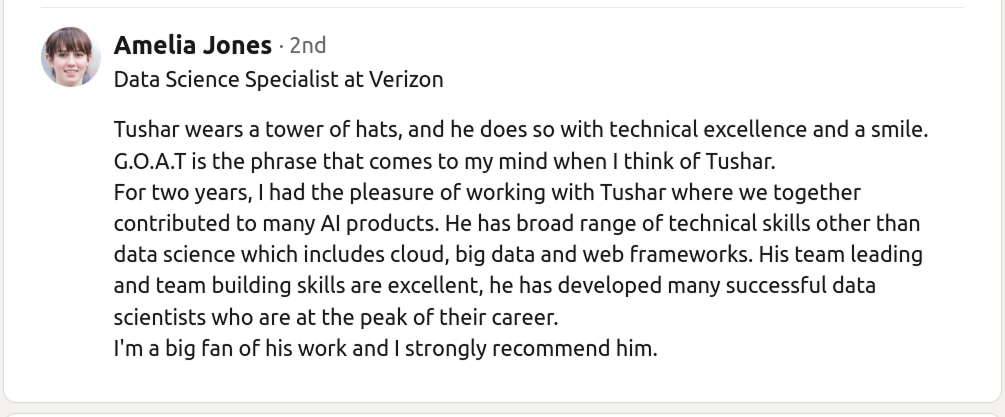 Amelia Jones · 2nd
Data Science Specialist at Verizon
Tushar wears a tower of hats, and he does so with technical excellence and a smile.
G.O.A.T is the phrase that comes to my mind when I think of Tushar.
For two years, I had the pleasure of working with Tushar where we together
contributed to many AI products. He has broad range of technical skills other than
data science which includes cloud, big data and web frameworks. His team leading
and team building skills are excellent, he has developed many successful data
scientists who are at the peak of their career.
I'm a big fan of his work and I strongly recommend him.